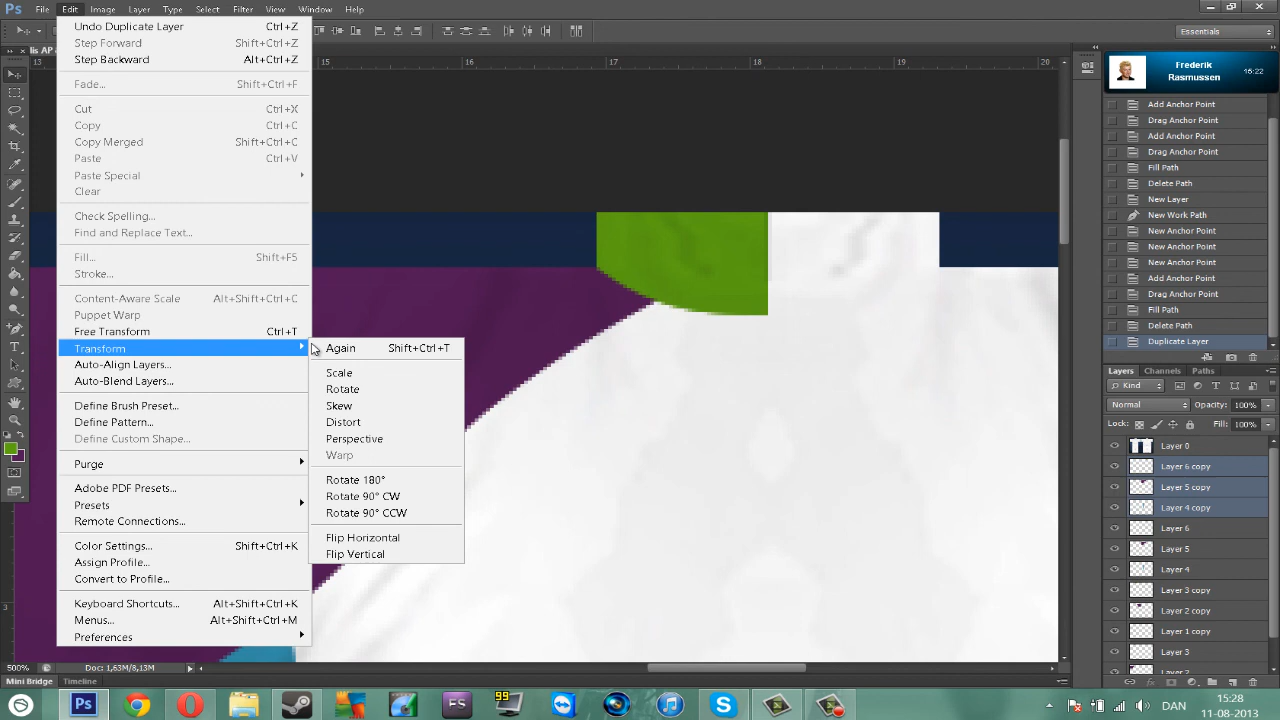 Ps File Edit Image Layer Type Select Filter View Window Help
Essentials
lis AP
13 15 16 17 18 19 20
Undo Duplicate Layer Ctrl+Z
Step Forward Shift+Ctrl+Z
Step Backward Alt+Ctrl+Z
Fade... Shift+Ctrl+F
Cut Ctrl+X
Copy Ctrl+C
Copy Merged Shift+Ctrl+C
Paste Ctrl+V
Paste Special
Clear
Check Spelling...
Find and Replace Text...
Fill... Shift+F5
Stroke...
Content-Aware Scale Alt+Shift+Ctrl+C
Puppet Warp
Free Transform Ctrl+T
Transform
Auto-Align Layers...
Auto-Blend Layers...
Define Brush Preset...
Define Pattern...
Define Custom Shape...
Purge
Adobe PDF Presets...
Presets
Remote Connections...
Color Settings... Shift+Ctrl+K
Assign Profile...
Convert to Profile...
Keyboard Shortcuts... Alt+Shift+Ctrl+K
Menus... Alt+Shift+Ctrl+M
Preferences
Again Shift+Ctrl+T
Scale
Rotate
Skew
Distort
Perspective
Warp
Rotate 180°
Rotate 90° CW
Rotate 90° CCW
Flip Horizontal
Flip Vertical
Frederik
Rasmussen
15:22
Add Anchor Point
Drag Anchor Point
Add Anchor Point
Drag Anchor Point
Fill Path
Delete Path
New Layer
New Work Path
New Anchor Point
New Anchor Point
New Anchor Point
Add Anchor Point
Drag Anchor Point
Fill Path
Delete Path
Duplicate Layer
Layers Channels Paths
Kind
Normal Opacity: 100%
Lock: Fill: 100%
Layer 0
Layer 6 copy
Layer 5 copy
Layer 4 copy
Layer 6
Layer 5
Layer 4
Layer 3 copy
Layer 2 copy
Layer 1 copy
Layer 3
Layer 2
3
500% Doc: 1,63M/8,13M
Mini Bridge Timeline
Ps FS 99 DAN 15:28
11-08-2013